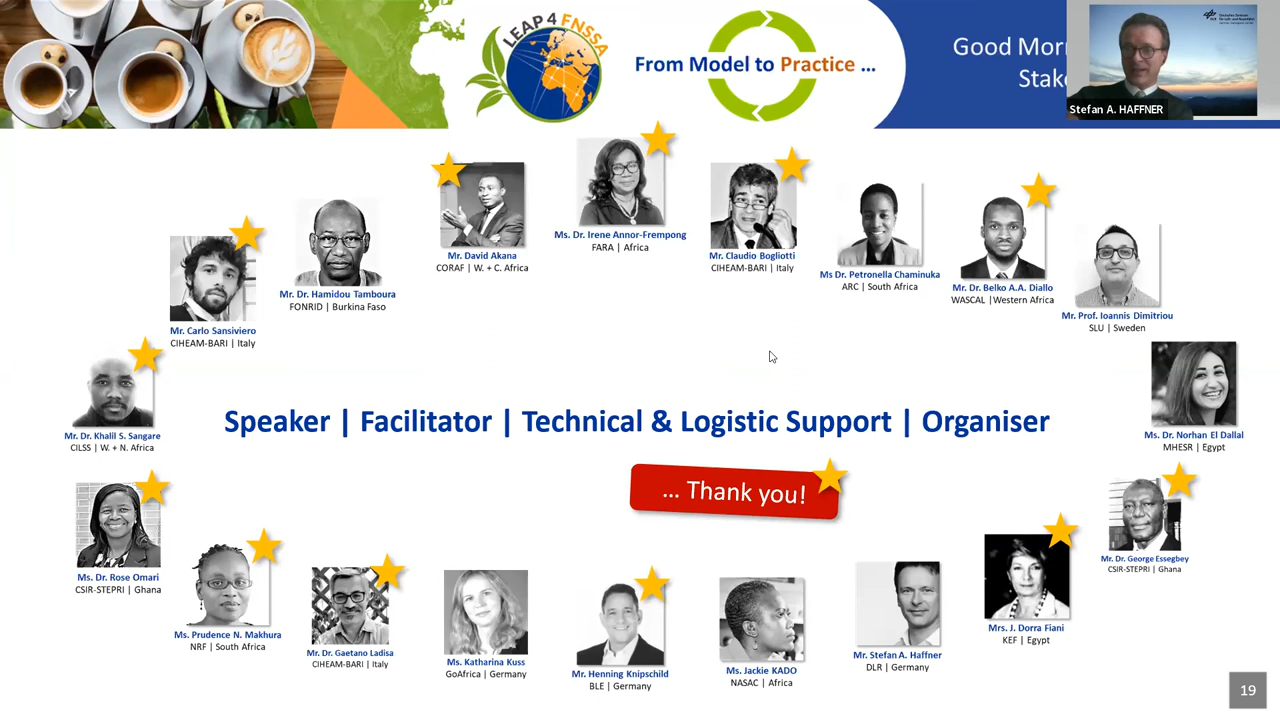 LEAP 4 FNSSA
From Model to Practice ...
Good Mor
Stake
Stefan A. HAFFNER
DLR
Ms. Dr. Irene Annor-Frempong
FARA | Africa
Mr. David Akana
CORAF | W. + C. Africa
Mr. Claudio Bogliotti
CIHEAM-BARI | Italy
Ms Dr. Petronella Chaminuka
ARC | South Africa
Mr. Dr. Belko A.A. Diallo
WASCAL |Western Africa
Mr. Prof. Ioannis Dimitriou
SLU | Sweden
Mr. Dr. Hamidou Tamboura
FONRID | Burkina Faso
Mr. Carlo Sansiviero
CIHEAM-BARI | Italy
Mr. Dr. Khalil S. Sangare
CILSS | W. + N. Africa
Ms. Dr. Norhan El Dallal
MHESR | Egypt
Speaker | Facilitator | Technical & Logistic Support | Organiser
... Thank you!
Ms. Dr. Rose Omari
CSIR-STEPRI | Ghana
Ms. Prudence N. Makhura
NRF | South Africa
Mr. Dr. Gaetano Ladisa
CIHEAM-BARI | Italy
Ms. Katharina Kuss
GoAfrica | Germany
Mr. Henning Knipschild
BLE | Germany
Ms. Jackie KADO
NASAC | Africa
Mr. Stefan A. Haffner
DLR | Germany
Mrs. J. Dorra Fiani
KEF | Egypt
Mr. Dr. George Essegbey
CSIR-STEPRI | Ghana
19